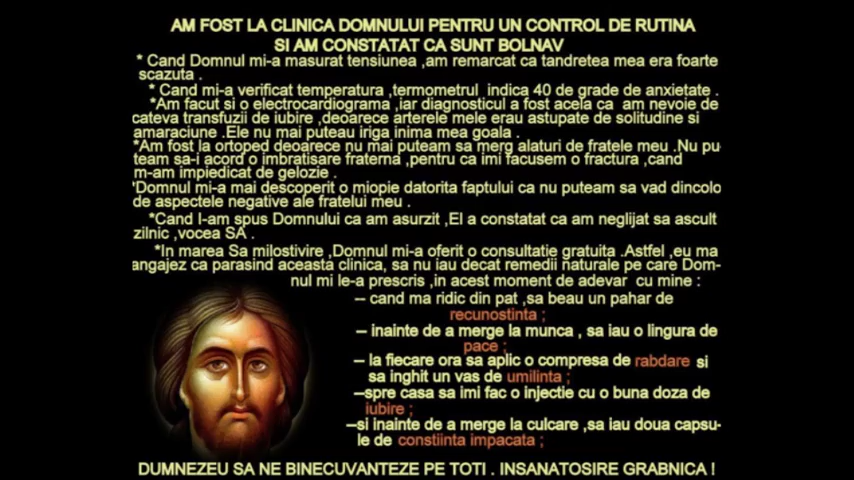 AM FOST LA CLINICA DOMNULUI PENTRU UN CONTROL DE RUTINA
SI AM CONSTATAT CA SUNT BOLNAV
* Cand Domnul mi-a masurat tensiunea ,am remarcat ca tandretea mea era foarte
scazuta .
* Cand mi-a verificat temperatura ,termometrul indica 40 de grade de anxietate .
*Am facut si o electrocardiograma ,iar diagnosticul a fost acela ca am nevoie de
cateva transfuzii de iubire ,deoarece arterele mele erau astupate de solitudine si
amaraciune .Ele nu mai puteau iriga inima mea goala .
*Am fost la ortoped deoarece nu mai puteam sa merg alaturi de fratele meu .Nu pu
team sa-i acord o imbratisare fraterna ,pentru ca imi facusem o fractura ,cand
m-am impiedicat de gelozie .
'Domnul mi-a mai descoperit o miopie datorita faptului ca nu puteam sa vad dincolo
de aspectele negative ale fratelui meu .
*Cand I-am spus Domnului ca am asurzit ,El a constatat ca am neglijat sa ascult
zilnic ,vocea SA .
*In marea Sa milostivire ,Domnul mi-a oferit o consultatie gratuita .Astfel ,eu ma
angajez ca parasind aceasta clinica, sa nu iau decat remedii naturale pe care Dom-
nul mi le-a prescris ,in acest moment de adevar cu mine :
-- cand ma ridic din pat ,sa beau un pahar de
recunostinta ;
-- inainte de a merge la munca , sa iau o lingura de
pace ;
-- la fiecare ora sa aplic o compresa de rabdare si
sa inghit un vas de umilinta ;
--spre casa sa imi fac o injectie cu o buna doza de
iubire ;
--si inainte de a merge la culcare ,sa iau doua capsu-
le de constiinta impacata ;
DUMNEZEU SA NE BINECUVANTEZE PE TOTI . INSANATOSIRE GRABNICA !